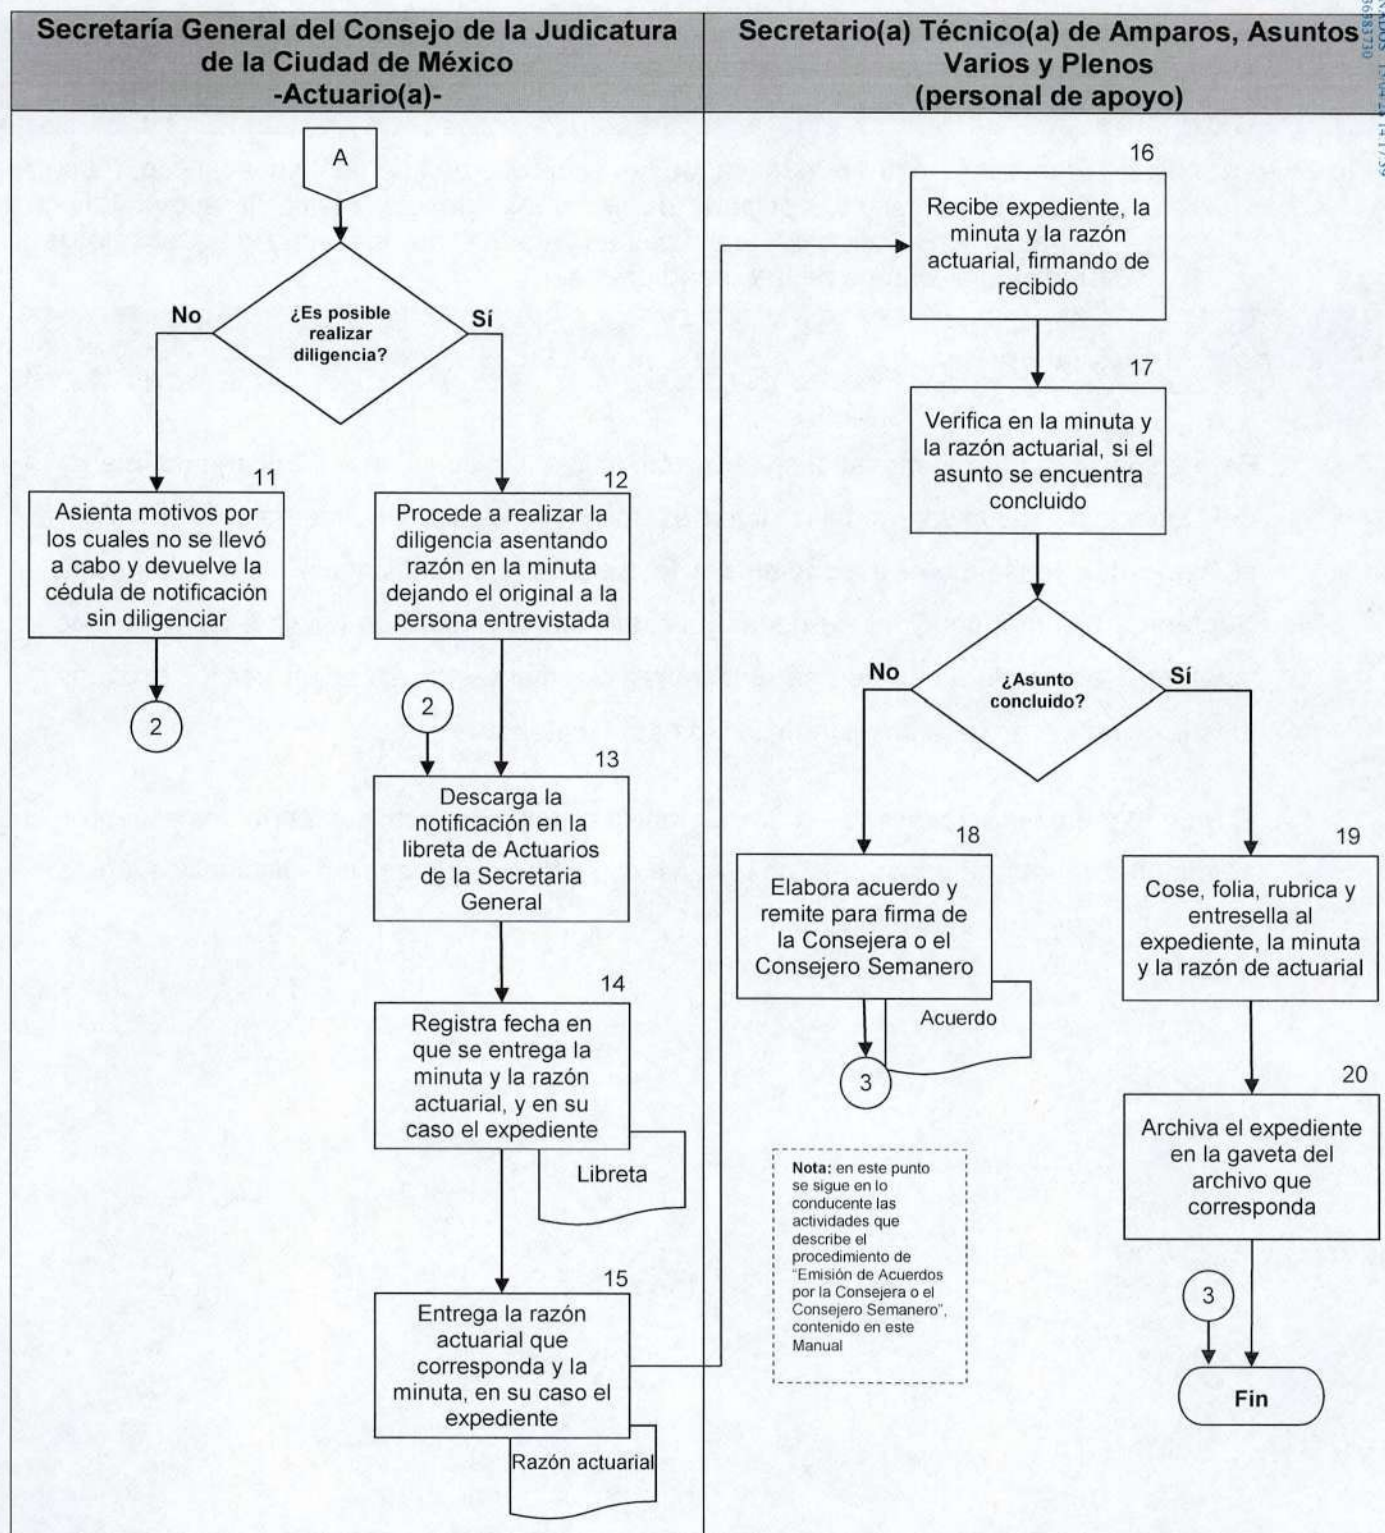 Secretaría General del Consejo de la Judicatura
de la Ciudad de México
-Actuario(a)-
Secretario(a) Técnico(a) de Amparos, Asuntos
Varios y Plenos
(personal de apoyo)
A
¿Es posible
realizar
diligencia?
No
Sí
11
Asienta motivos por
los cuales no se llevó
a cabo y devuelve la
cédula de notificación
sin diligenciar
2
12
Procede a realizar la
diligencia asentando
razón en la minuta
dejando el original a la
persona entrevistada
2
13
Descarga la
notificación en la
libreta de Actuarios
de la Secretaria
General
14
Registra fecha en
que se entrega la
minuta y la razón
actuarial, y en su
caso el expediente
Libreta
15
Entrega la razón
actuarial que
corresponda y la
minuta, en su caso el
expediente
Razón actuarial
16
Recibe expediente, la
minuta y la razón
actuarial, firmando de
recibido
17
Verifica en la minuta y
la razón actuarial, si el
asunto se encuentra
concluido
¿Asunto
concluido?
No
Sí
18
Elabora acuerdo y
remite para firma de
la Consejera o el
Consejero Semanero
Acuerdo
3
Nota: en este punto
se sigue en lo
conducente las
actividades que
describe el
procedimiento de
“Emisión de Acuerdos
por la Consejera o el
Consejero Semanero”,
contenido en este
Manual
19
Cose, folia, rubrica y
entresella al
expediente, la minuta
y la razón de actuarial
20
Archiva el expediente
en la gaveta del
archivo que
corresponda
3
Fin